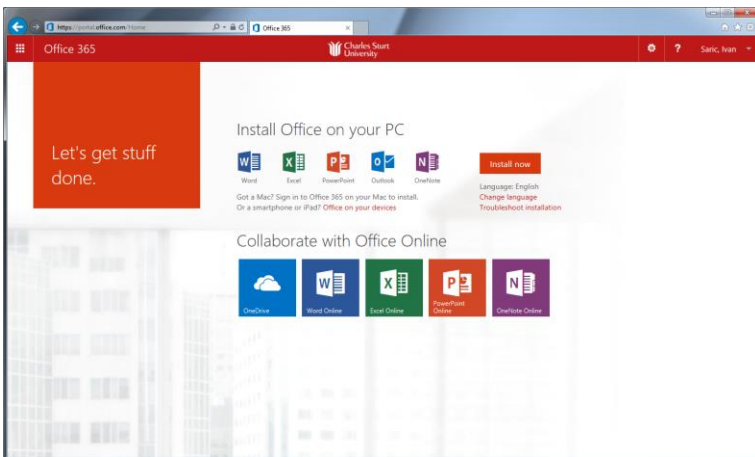 https://portal.office.com/Home
Office 365
Office 365
Charles Sturt
University
?
Saric, Ivan
Let's get stuff
done.
Install Office on your PC
Word Excel PowerPoint Outlook OneNote
Install now
Got a Mac? Sign in to Office 365 on your Mac to install.
Or a smartphone or iPad? Office on your devices
Language: English
Change language
Troubleshoot installation
Collaborate with Office Online
OneDrive
Word Online
Excel Online
PowerPoint
Online
OneNote Online